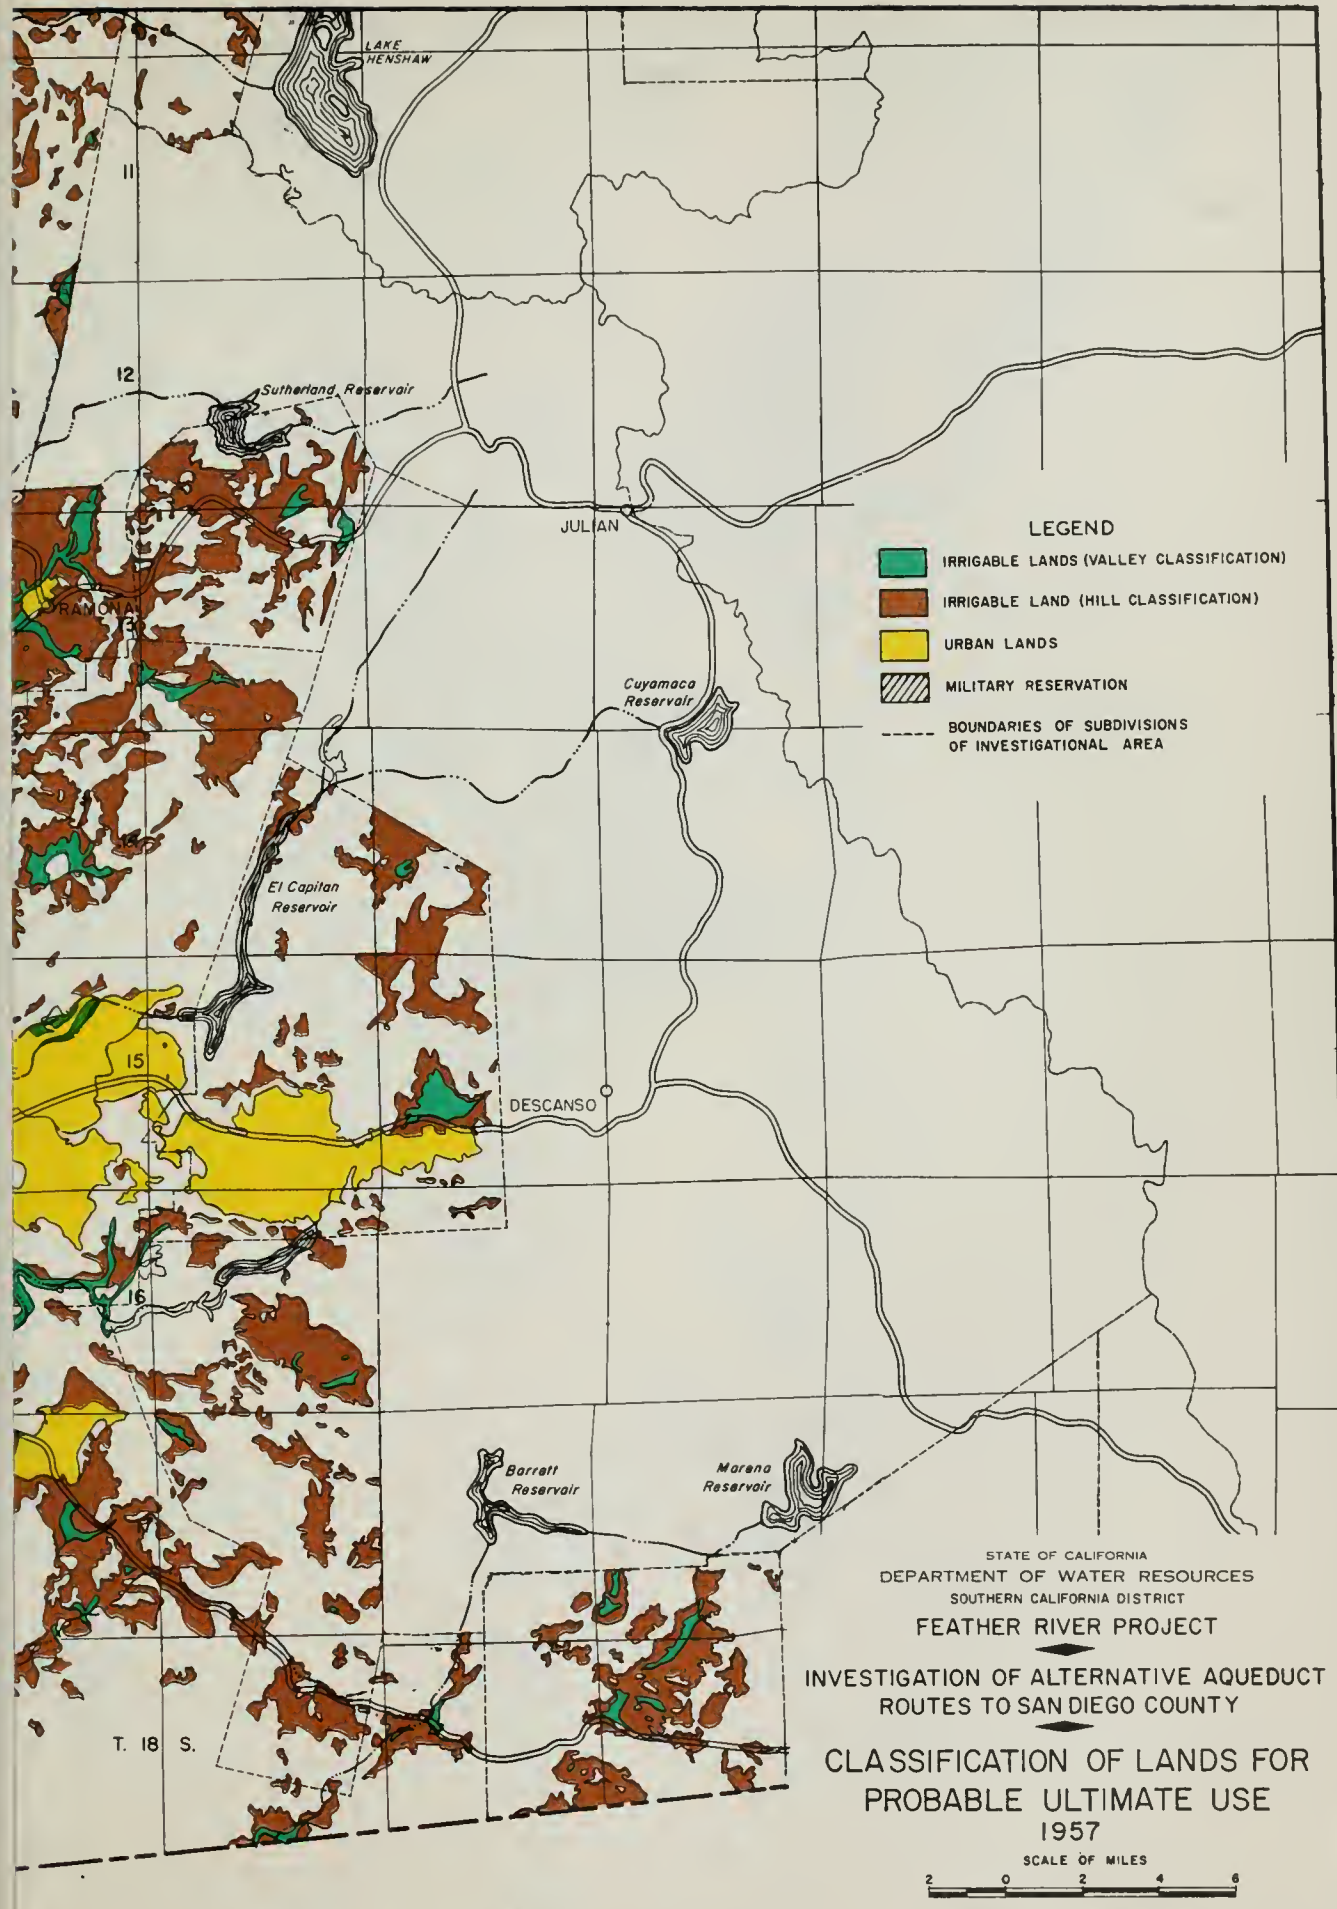 LAKE
HENSHAW
11
12
Sutherland Reservoir
JULIAN
LEGEND
IRRIGABLE LANDS (VALLEY CLASSIFICATION)
IRRIGABLE LAND (HILL CLASSIFICATION)
URBAN LANDS
MILITARY RESERVATION
BOUNDARIES OF SUBDIVISIONS
OF INVESTIGATIONAL AREA
RAMONA
13
Cuyamaca
Reservoir
14
El Capitan
Reservoir
15
DESCANSO
16
Barrett
Reservoir
Morena
Reservoir
T. 18 S.
STATE OF CALIFORNIA
DEPARTMENT OF WATER RESOURCES
SOUTHERN CALIFORNIA DISTRICT
FEATHER RIVER PROJECT
INVESTIGATION OF ALTERNATIVE AQUEDUCT
ROUTES TO SAN DIEGO COUNTY
CLASSIFICATION OF LANDS FOR
PROBABLE ULTIMATE USE
1957
SCALE OF MILES
2 0 2 4 6